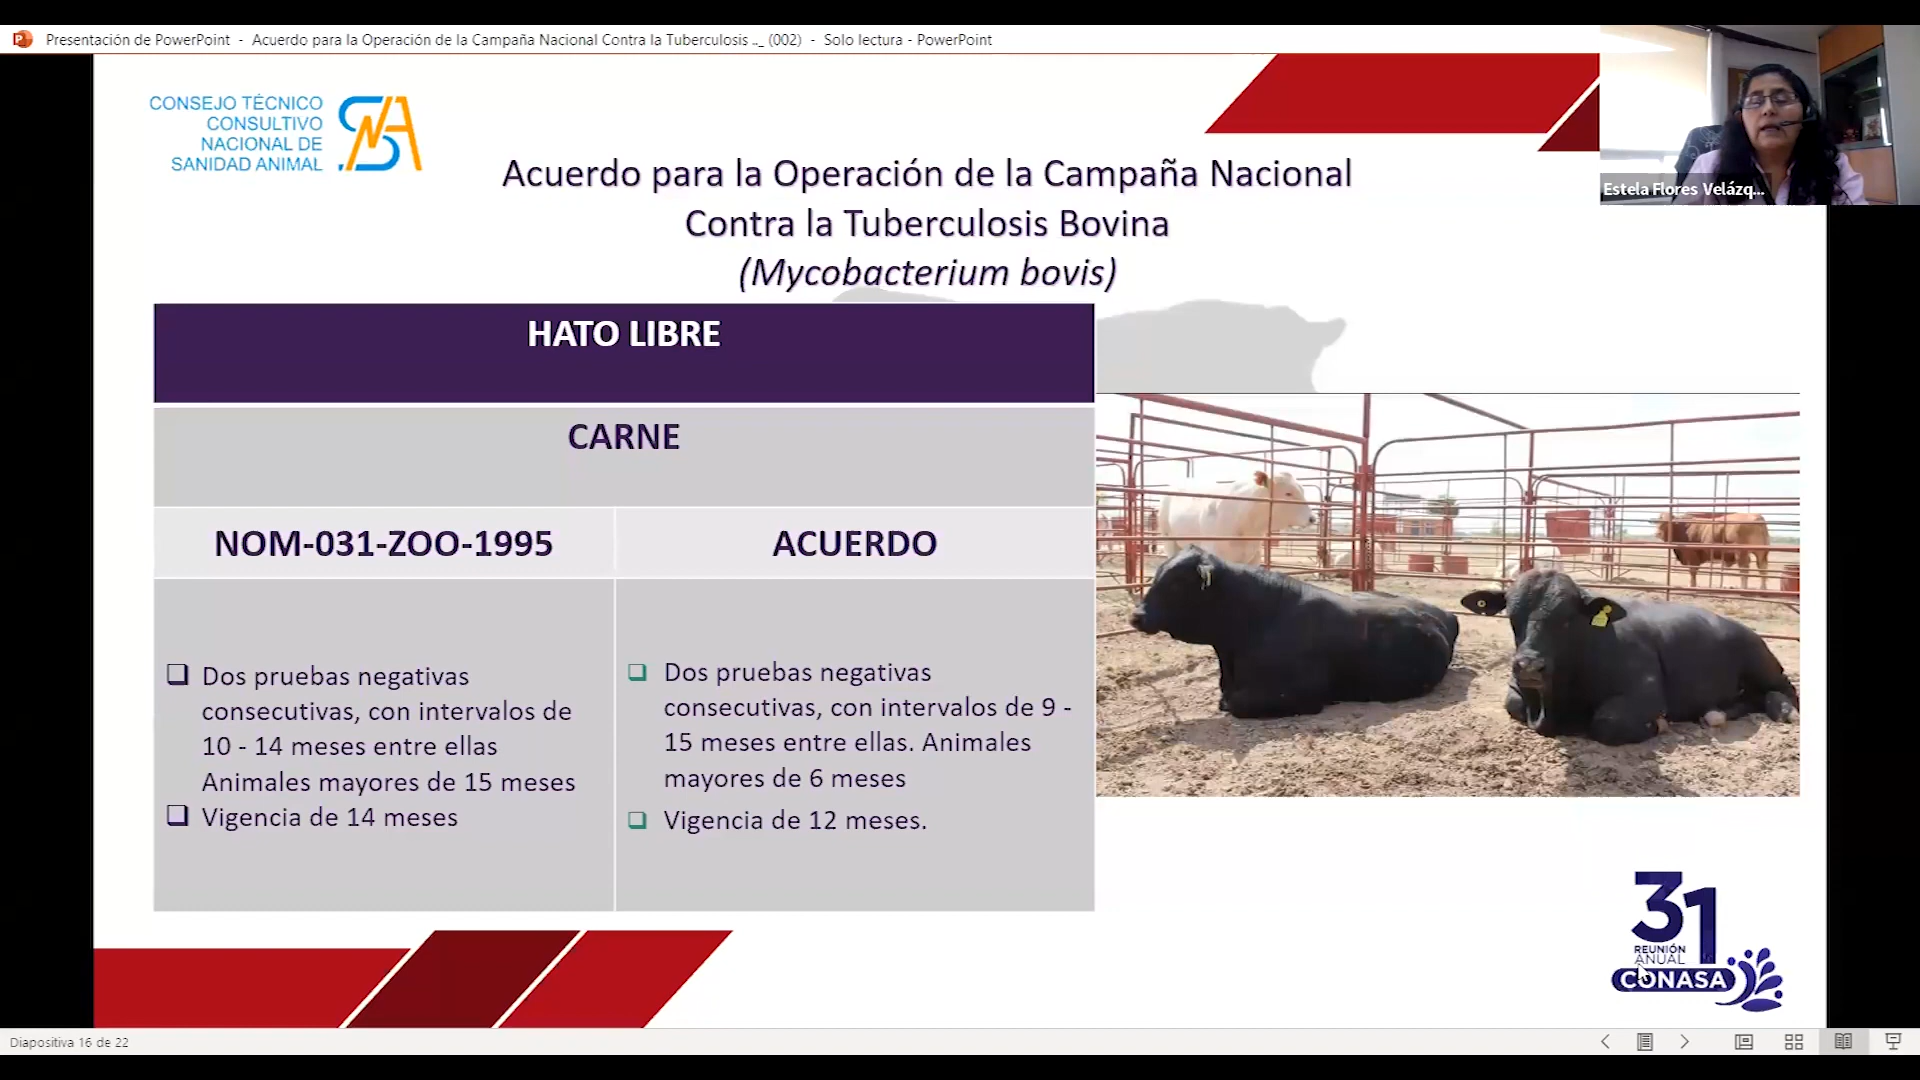 Presentación de PowerPoint - Acuerdo para la Operación de la Campaña Nacional Contra la Tuberculosis .._ (002) - Solo lectura - PowerPoint
CONSEJO TÉCNICO
CONSULTIVO
NACIONAL DE
SANIDAD ANIMAL
Estela Flores Velázq...
Acuerdo para la Operación de la Campaña Nacional
Contra la Tuberculosis Bovina
(Mycobacterium bovis)
HATO LIBRE
CARNE
NOM-031-ZOO-1995
ACUERDO
Dos pruebas negativas
consecutivas, con intervalos de
10 - 14 meses entre ellas
Animales mayores de 15 meses
Vigencia de 14 meses
Dos pruebas negativas
consecutivas, con intervalos de 9 -
15 meses entre ellas. Animales
mayores de 6 meses
Vigencia de 12 meses.
31
REUNIÓN
ANUAL
CONASA
Diapositiva 16 de 22